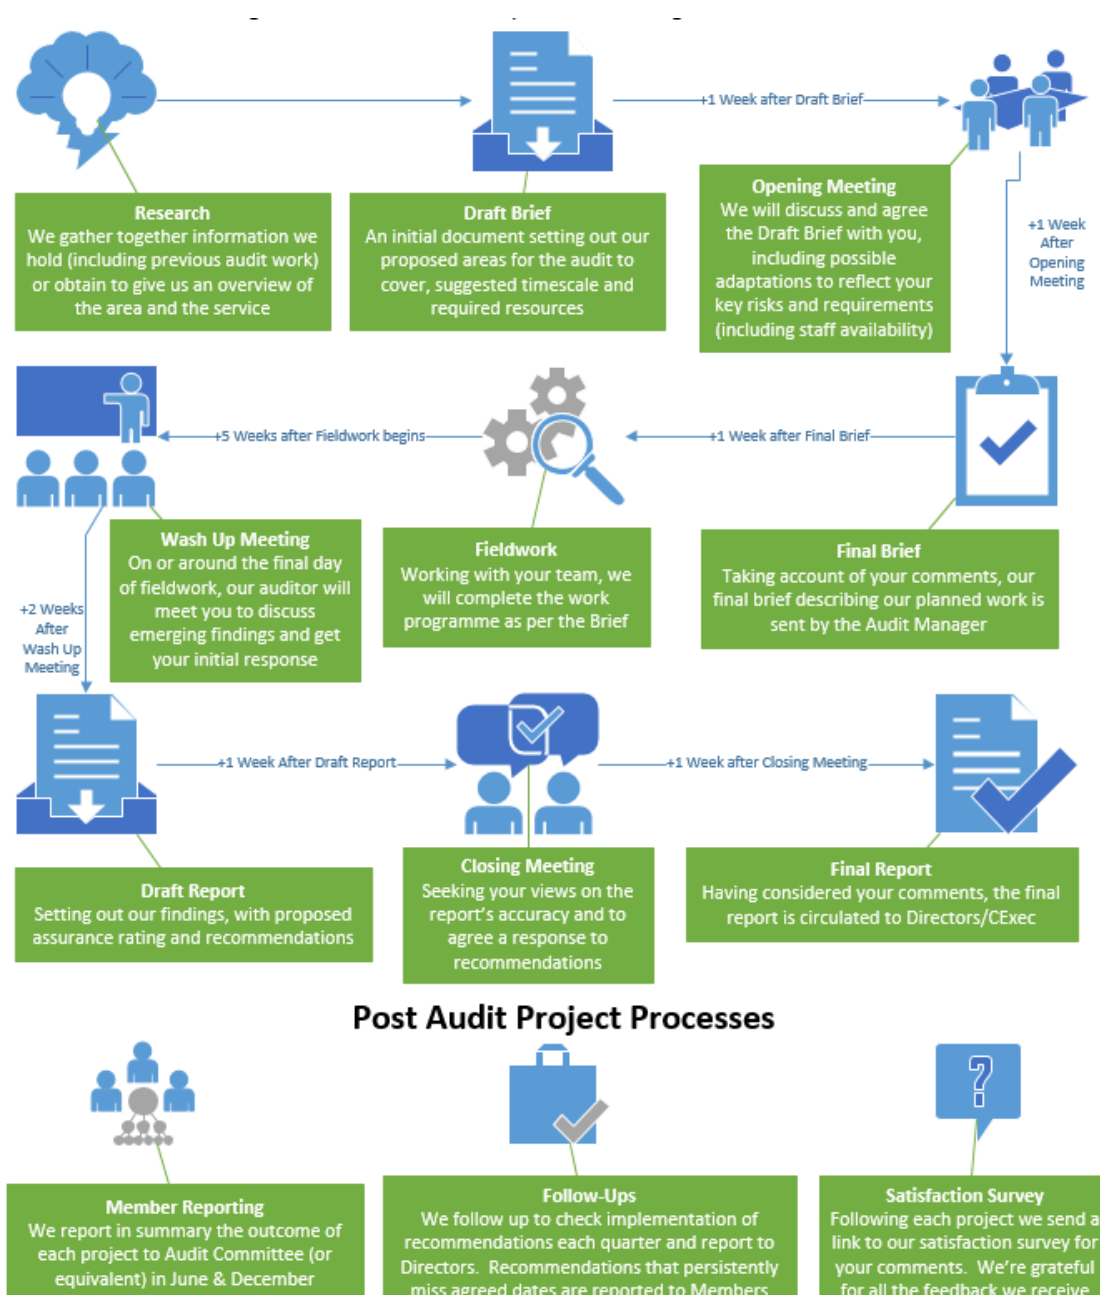 +1 Week after Draft Brief
Research
We gather together information we
hold (including previous audit work)
or obtain to give us an overview of
the area and the service
Draft Brief
An initial document setting out our
proposed areas for the audit to
cover, suggested timescale and
required resources
Opening Meeting
We will discuss and agree
the Draft Brief with you,
including possible
adaptations to reflect your
key risks and requirements
(including staff availability)
+1 Week
After
Opening
Meeting
+5 Weeks after Fieldwork begins
+1 Week after Final Brief
Wash Up Meeting
On or around the final day
of fieldwork, our auditor will
meet you to discuss
emerging findings and get
your initial response
Fieldwork
Working with your team, we
will complete the work
programme as per the Brief
Final Brief
Taking account of your comments, our
final brief describing our planned work is
sent by the Audit Manager
+2 Weeks
After
Wash Up
Meeting
+1 Week After Draft Report
+1 Week after Closing Meeting
Draft Report
Setting out our findings, with proposed
assurance rating and recommendations
Closing Meeting
Seeking your views on the
report's accuracy and to
agree a response to
recommendations
Final Report
Having considered your comments, the final
report is circulated to Directors/CExec
Post Audit Project Processes
?
Member Reporting
We report in summary the outcome of
each project to Audit Committee (or
equivalent) in June & December
Follow-Ups
We follow up to check implementation of
recommendations each quarter and report to
Directors. Recommendations that persistently
miss agreed dates are reported to Members
Satisfaction Survey
Following each project we send a
link to our satisfaction survey for
your comments. We're grateful
for all the feedback we receive